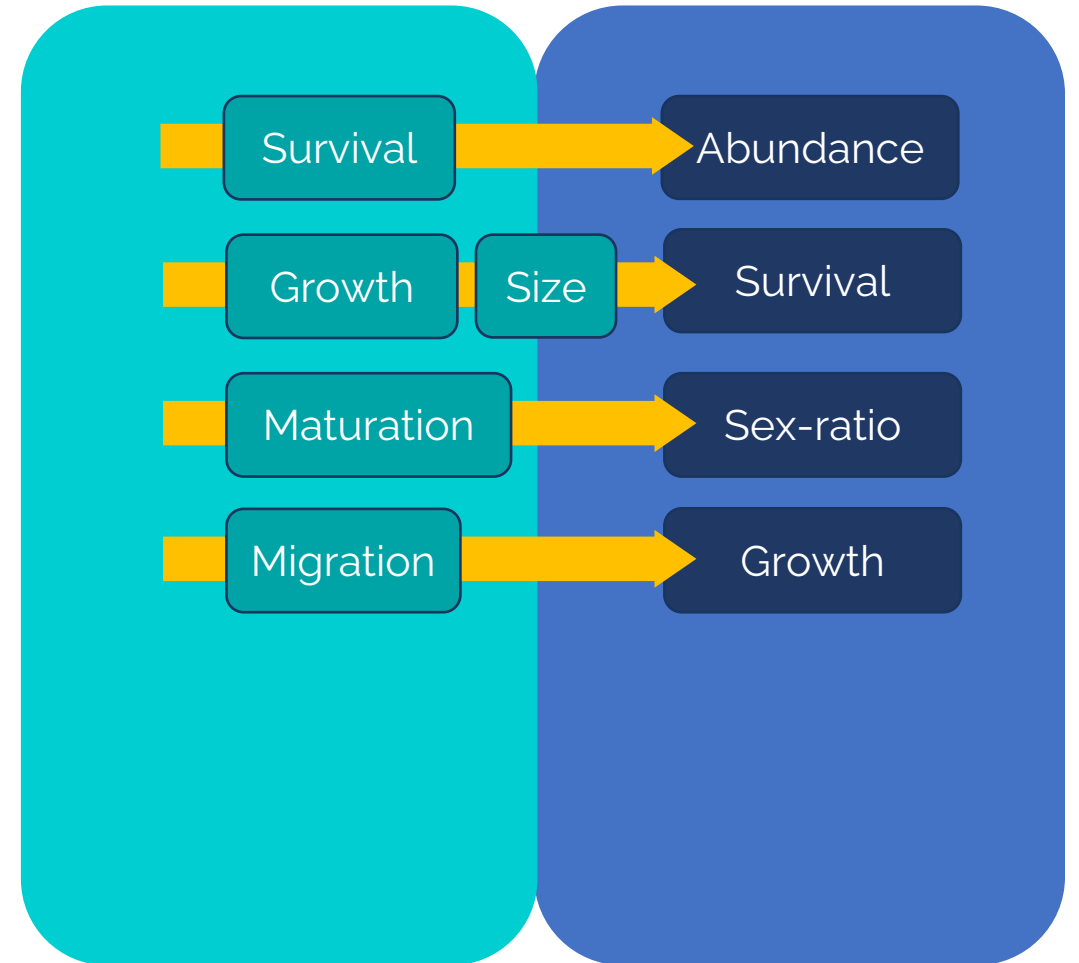 Survival
Abundance
Growth
Size
Survival
Maturation
Sex-ratio
Migration
Growth